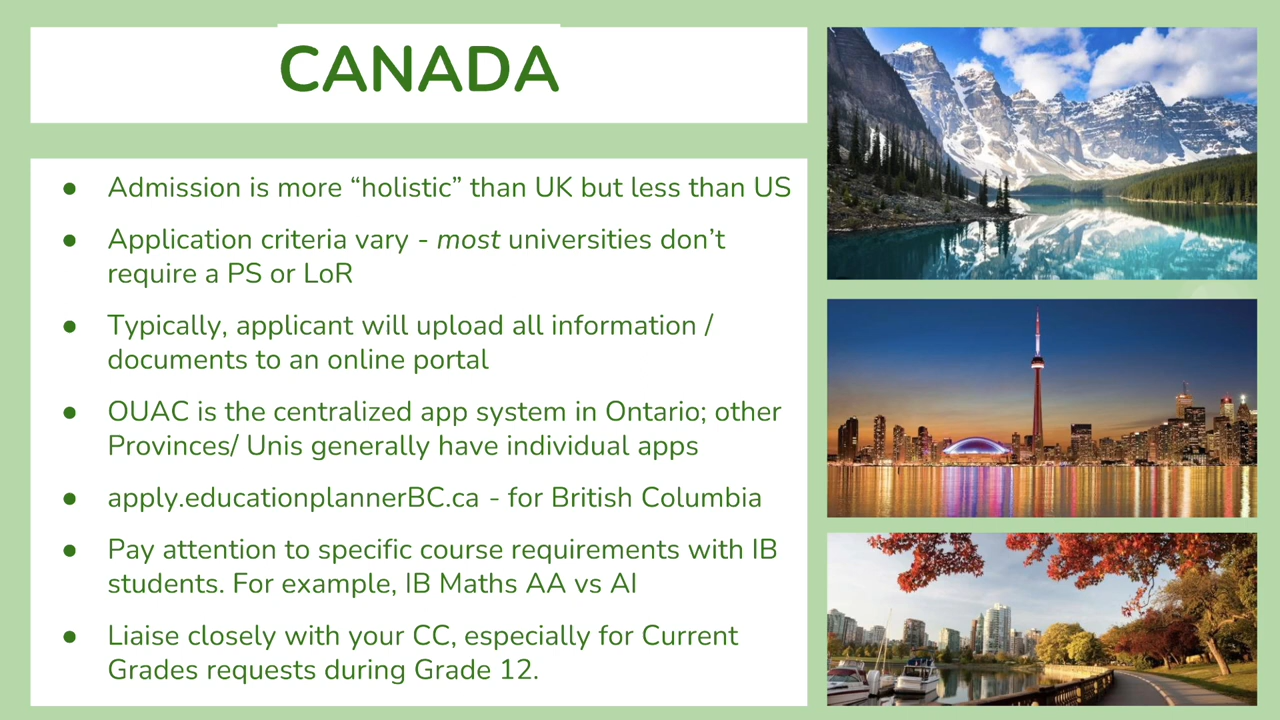 CANADA
● Admission is more “holistic” than UK but less than US
● Application criteria vary - most universities don’t
require a PS or LoR
● Typically, applicant will upload all information /
documents to an online portal
● OUAC is the centralized app system in Ontario; other
Provinces/ Unis generally have individual apps
● apply.educationplannerBC.ca - for British Columbia
● Pay attention to specific course requirements with IB
students. For example, IB Maths AA vs AI
● Liaise closely with your CC, especially for Current
Grades requests during Grade 12.